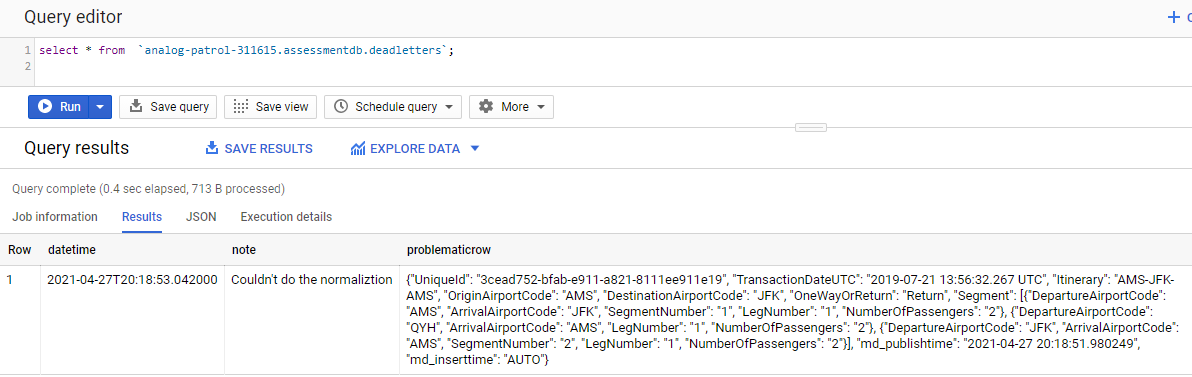 Query editor
+ C
1 select * from `analog-patrol-311615.assessmentdb.deadletters`;
2
Run Save query Save view Schedule query More
Query results SAVE RESULTS EXPLORE DATA
Query complete (0.4 sec elapsed, 713 B processed)
Job information Results JSON Execution details
Row datetime note problematicrow
1 2021-04-27T20:18:53.042000 Couldn't do the normaliztion {"UniqueId": "3cead752-bfab-e911-a821-8111ee911e19", "TransactionDateUTC": "2019-07-21 13:56:32.267 UTC", "Itinerary": "AMS-JFK-
AMS", "OriginAirportCode": "AMS", "DestinationAirportCode": "JFK", "OneWayOrReturn": "Return", "Segment": [{"DepartureAirportCode":
"AMS", "ArrivalAirportCode": "JFK", "SegmentNumber": "1", "LegNumber": "1", "NumberOfPassengers": "2"}, {"DepartureAirportCode":
"QYH", "ArrivalAirportCode": "AMS", "LegNumber": "1", "NumberOfPassengers": "2"}, {"DepartureAirportCode": "JFK", "ArrivalAirportCode":
"AMS", "SegmentNumber": "2", "LegNumber": "1", "NumberOfPassengers": "2"}], "md_publishtime": "2021-04-27 20:18:51.980249",
"md_inserttime": "AUTO"}